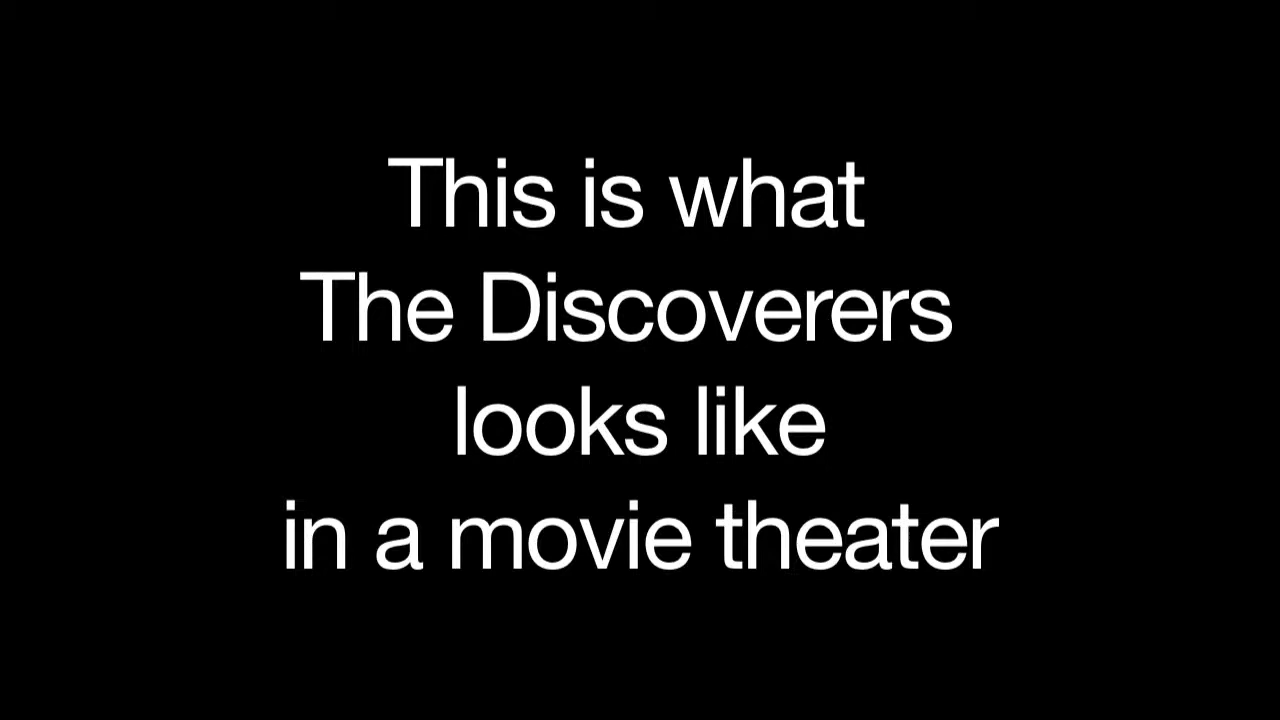 This is what
The Discoverers
looks like
in a movie theater